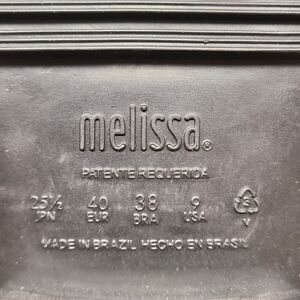 melissa®
PATENTE REQUERIDA
25½ 40 38 9
JPN EUR BRA USA V
MADE IN BRAZIL HECHO EN BRASIL